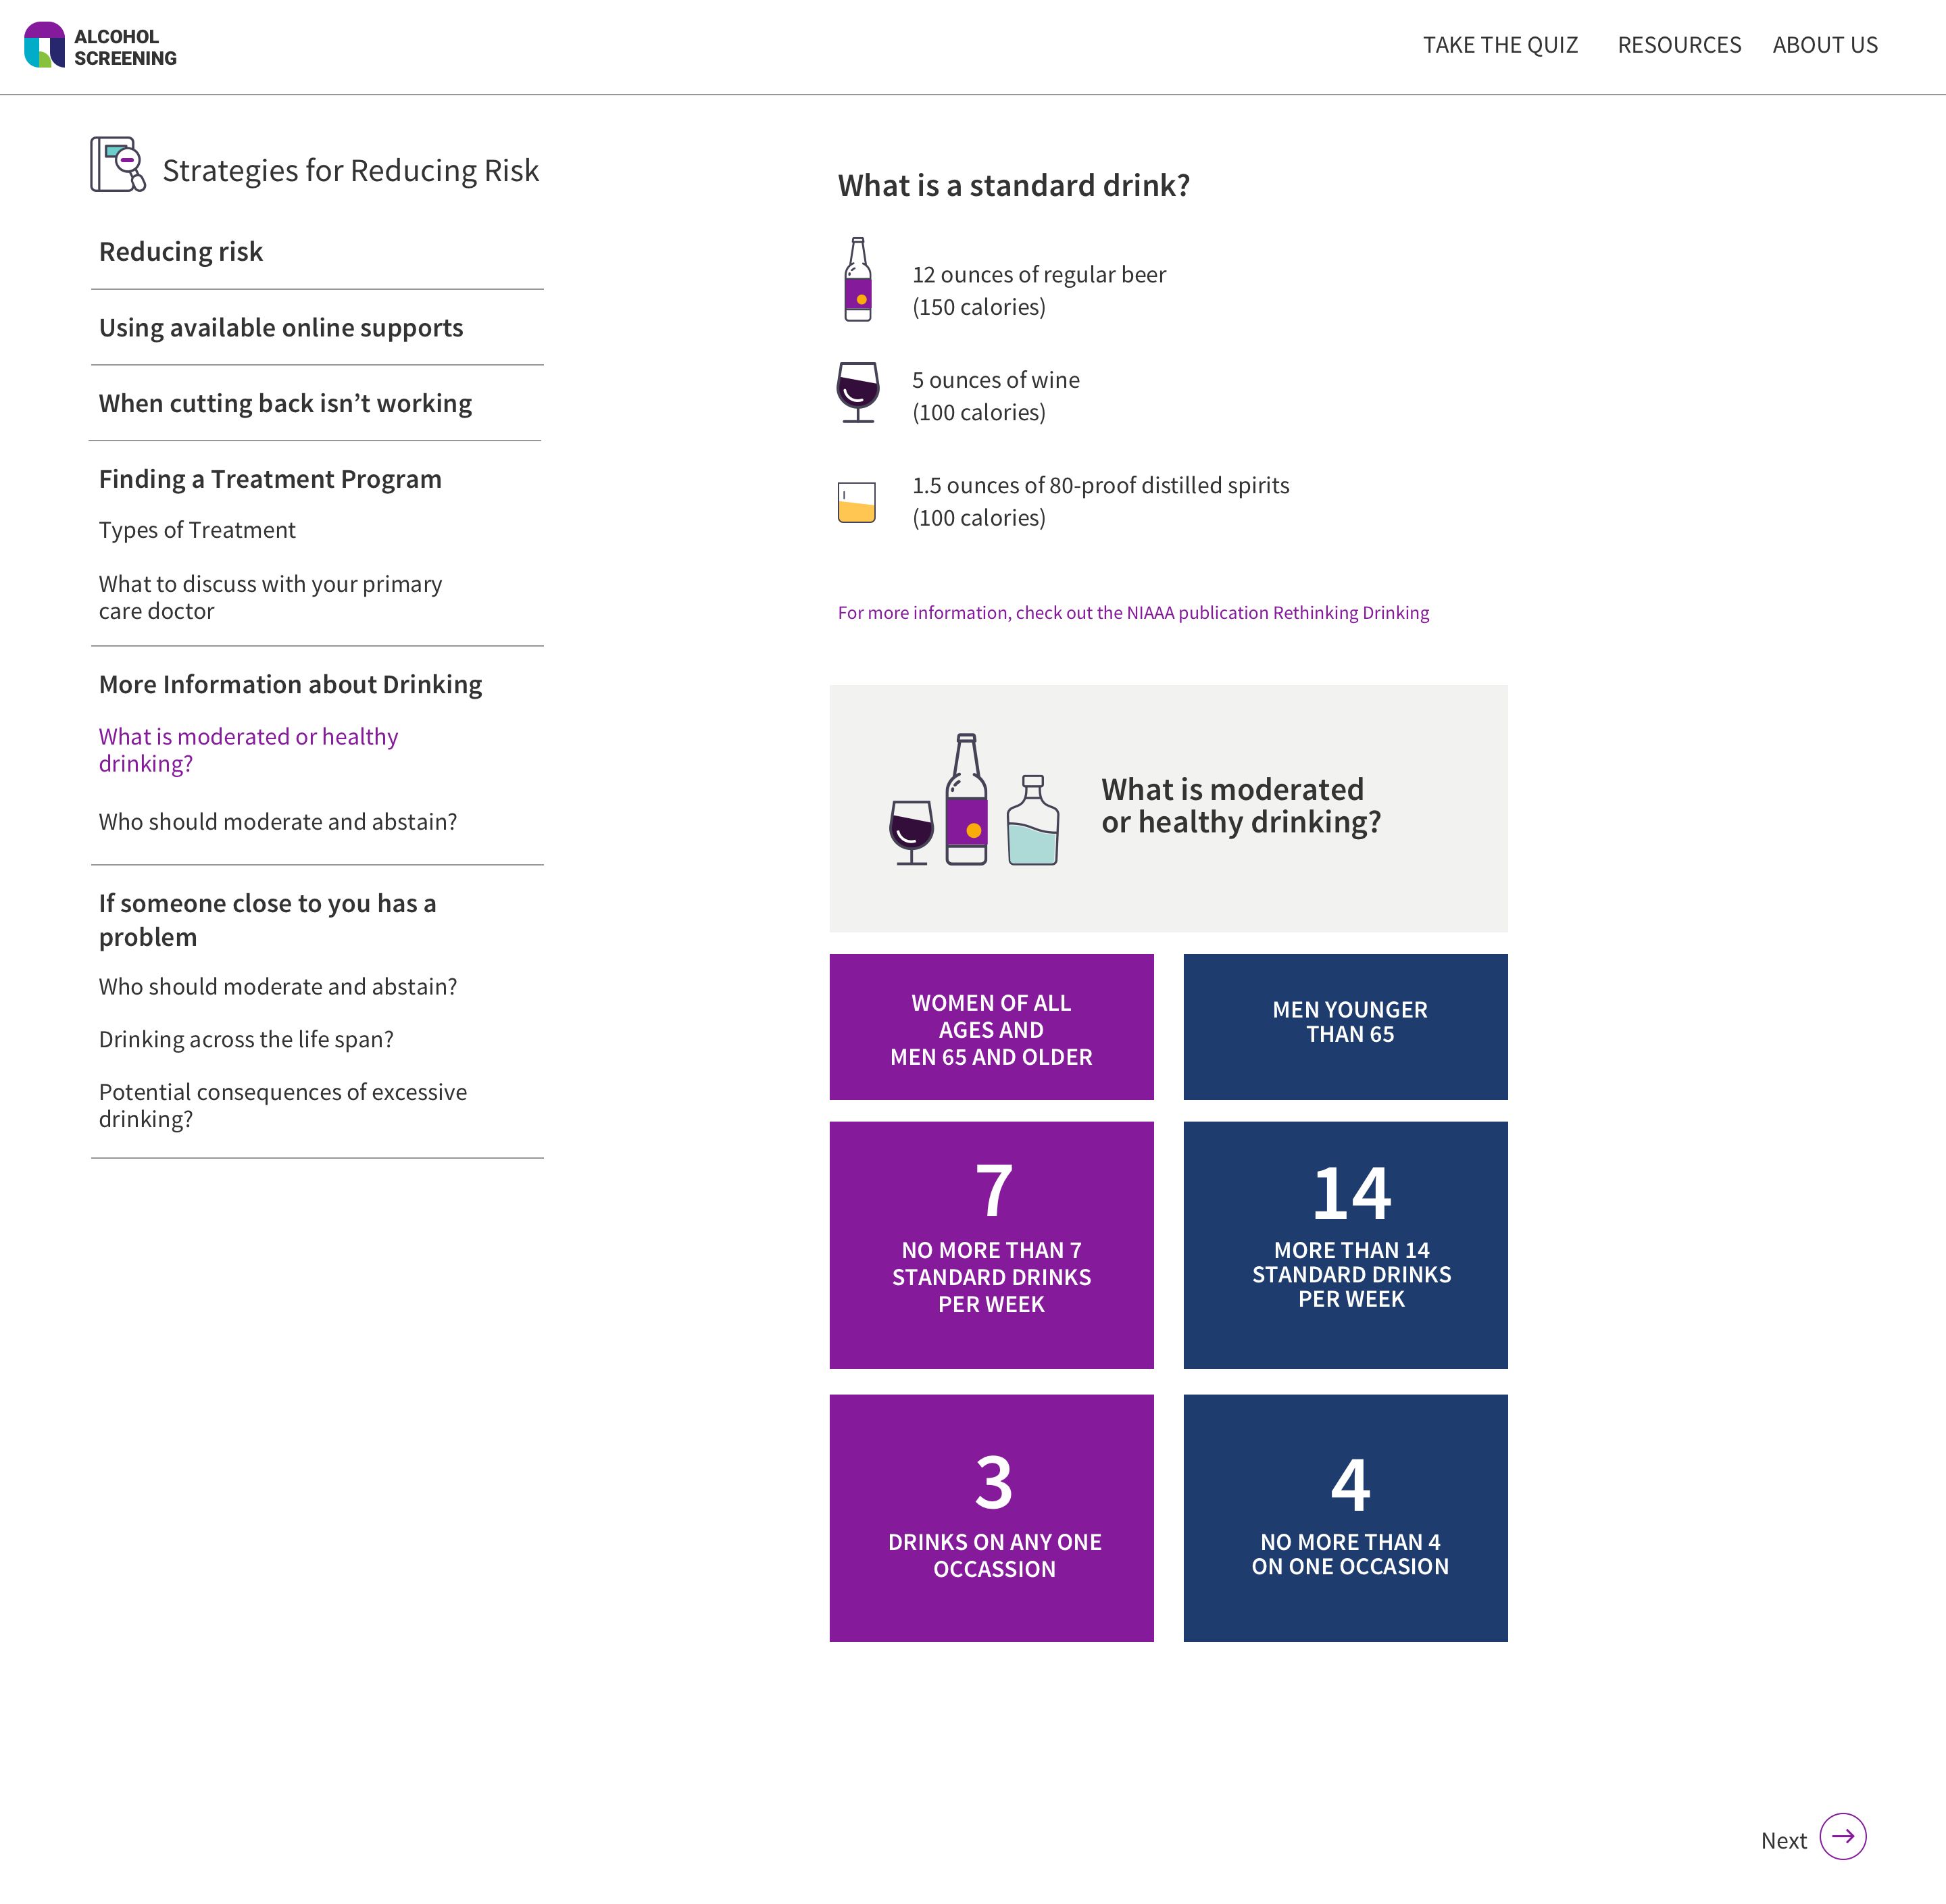 ALCOHOL
SCREENING
TAKE THE QUIZ
RESOURCES
ABOUT US
Strategies for Reducing Risk
Reducing risk
Using available online supports
When cutting back isn’t working
Finding a Treatment Program
Types of Treatment
What to discuss with your primary
care doctor
More Information about Drinking
What is moderated or healthy
drinking?
Who should moderate and abstain?
If someone close to you has a
problem
Who should moderate and abstain?
Drinking across the life span?
Potential consequences of excessive
drinking?
What is a standard drink?
12 ounces of regular beer
(150 calories)
5 ounces of wine
(100 calories)
1.5 ounces of 80-proof distilled spirits
(100 calories)
For more information, check out the NIAAA publication Rethinking Drinking
What is moderated
or healthy drinking?
WOMEN OF ALL
AGES AND
MEN 65 AND OLDER
MEN YOUNGER
THAN 65
7
NO MORE THAN 7
STANDARD DRINKS
PER WEEK
14
MORE THAN 14
STANDARD DRINKS
PER WEEK
3
DRINKS ON ANY ONE
OCCASSION
4
NO MORE THAN 4
ON ONE OCCASION
Next